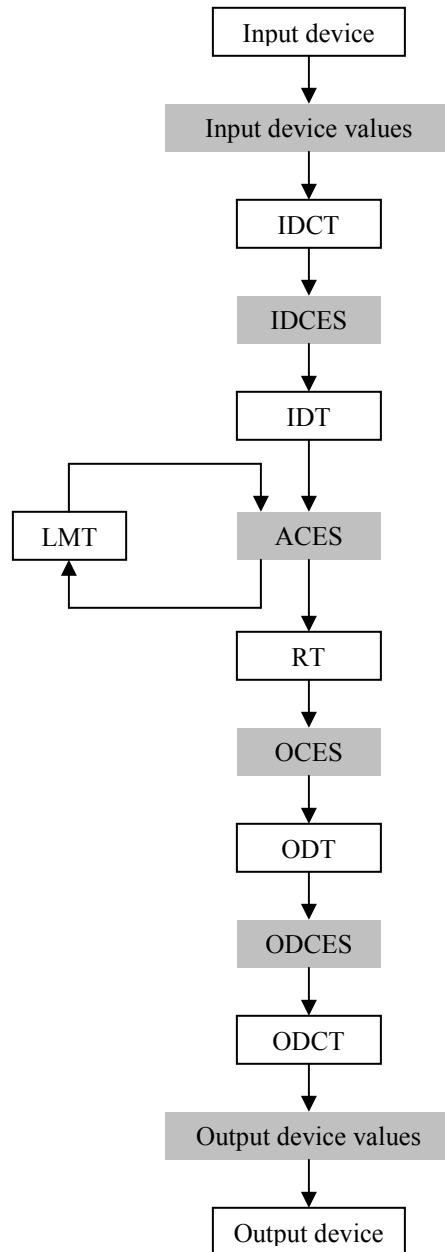 Input device
Input device values
IDCT
IDCES
IDT
LMT
ACES
RT
OCES
ODT
ODCES
ODCT
Output device values
Output device